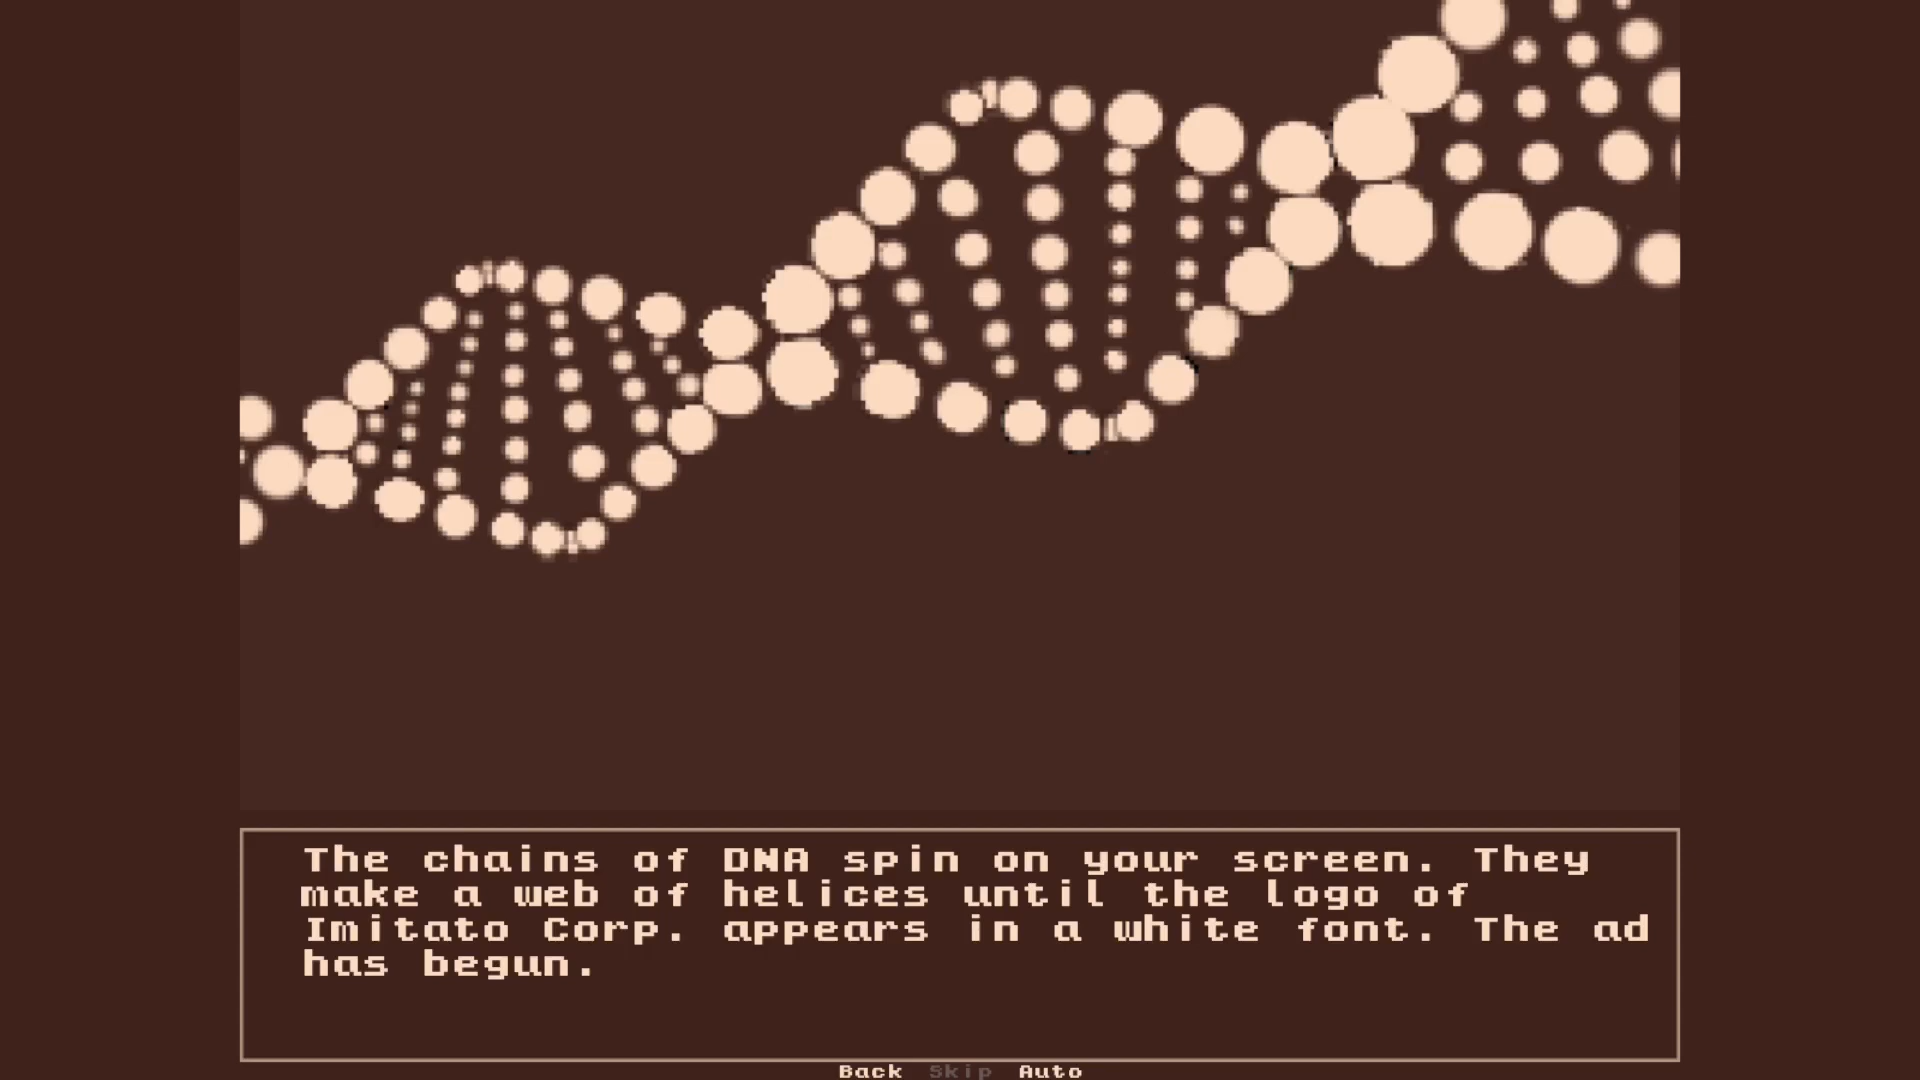 The chains of DNA spin on your screen. They
make a web of helices until the logo of
Imitato Corp. appears in a white font. The ad
has begun.
Back Skip Auto